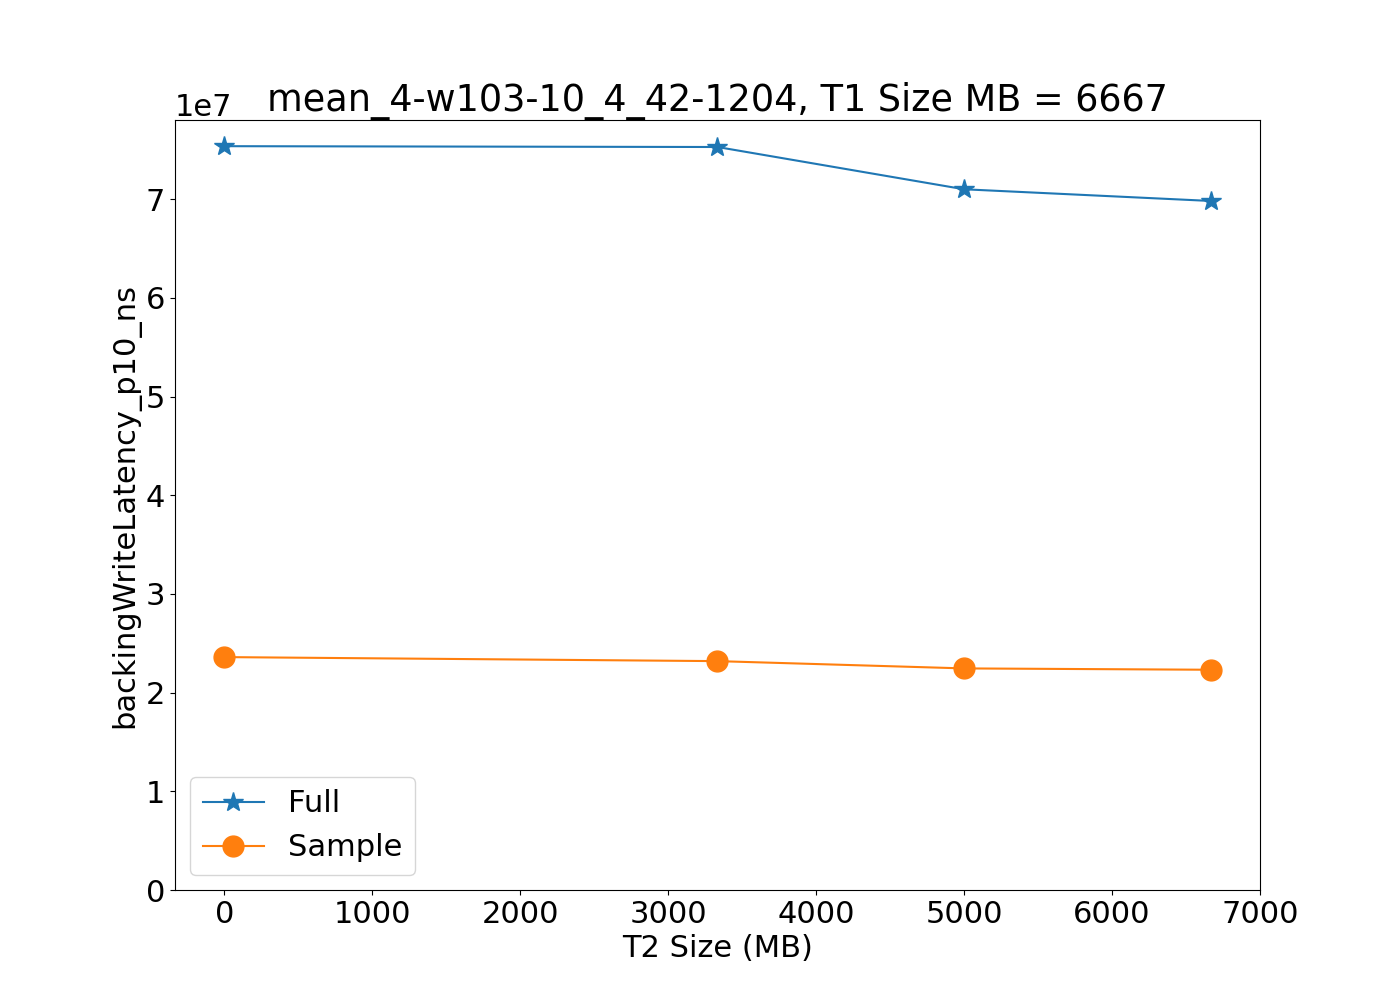 1e7
mean_4-w103-10_4_42-1204, T1 Size MB = 6667
backingWriteLatency_p10_ns
7
6
5
4
3
2
1
0
Full
Sample
0 1000 2000 3000 4000 5000 6000 7000
T2 Size (MB)